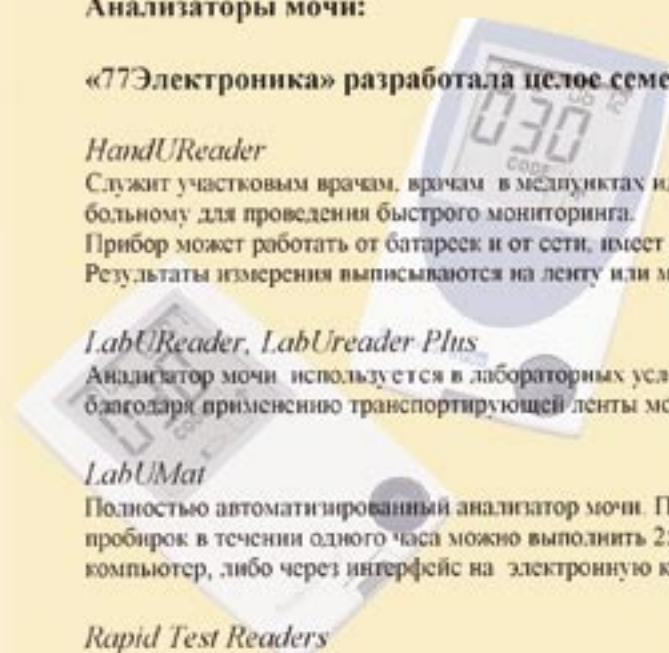 Анализаторы мочи:
«77Электроника» разработала целое семе
HandUReader
Служит участковым врачам, врачам в медпунктах ил
больному для проведения быстрого мониторинга.
Прибор может работать от батареек и от сети, имеет
Результаты измерения выписываются на ленту или м
LabUReader, LabUreader Plus
Анализатор мочи используется в лабораторных усл
благодаря применению транспортирующей ленты мо
LabUMat
Полностью автоматизированный анализатор мочи. П
пробирок в течении одного часа можно выполнить 2
компьютер, либо через интерфейс на электронную к
Rapid Test Readers
030
CODE